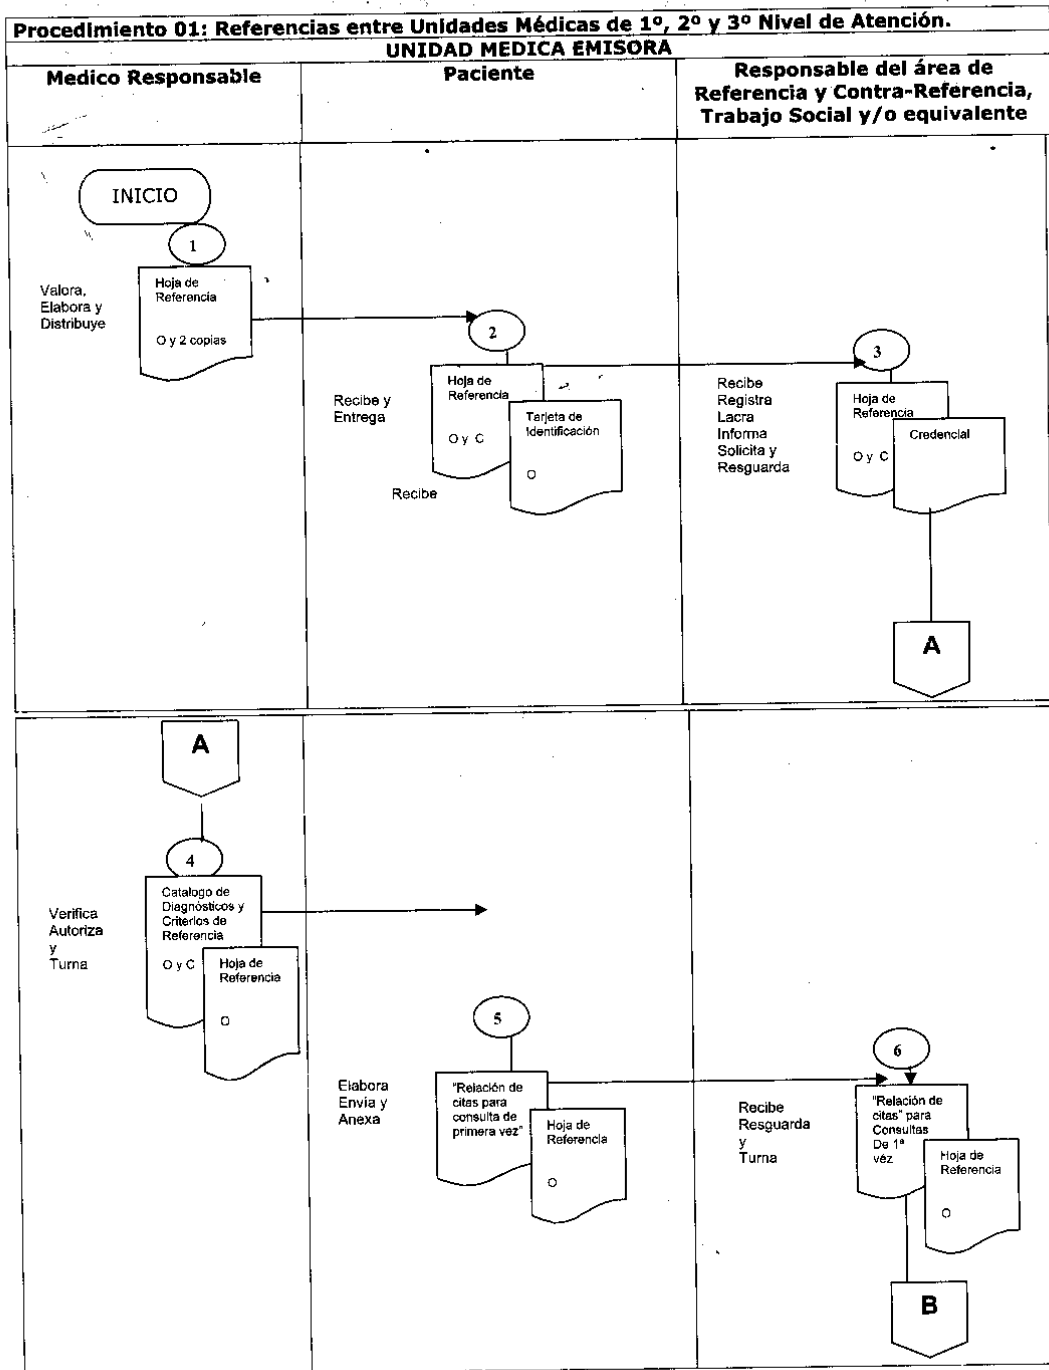 Procedimiento 01: Referencias entre Unidades Médicas de 1º, 2º y 3º Nivel de Atención.
UNIDAD MEDICA EMISORA
Medico Responsable
Paciente
Responsable del área de
Referencia y Contra-Referencia,
Trabajo Social y/o equivalente
INICIO
1
Valora,
Elabora y
Distribuye
Hoja de
Referencia
O y 2 copias
2
Recibe y
Entrega
Hoja de
Referencia
O y C
Tarjeta de
Identificación
O
Recibe
3
Recibe
Registra
Lacra
Informa
Solicita y
Resguarda
Hoja de
Referencia
O y C
Credencial
A
A
4
Verifica
Autoriza
y
Turna
Catalogo de
Diagnósticos y
Criterios de
Referencia
O y C
Hoja de
Referencia
O
5
Elabora
Envia y
Anexa
"Relación de
citas para
consulta de
primera vez"
Hoja de
Referencia
O
6
Recibe
Resguarda
y
Turna
"Relación de
citas" para
Consultas
De 1ª
véz
Hoja de
Referencia
O
B